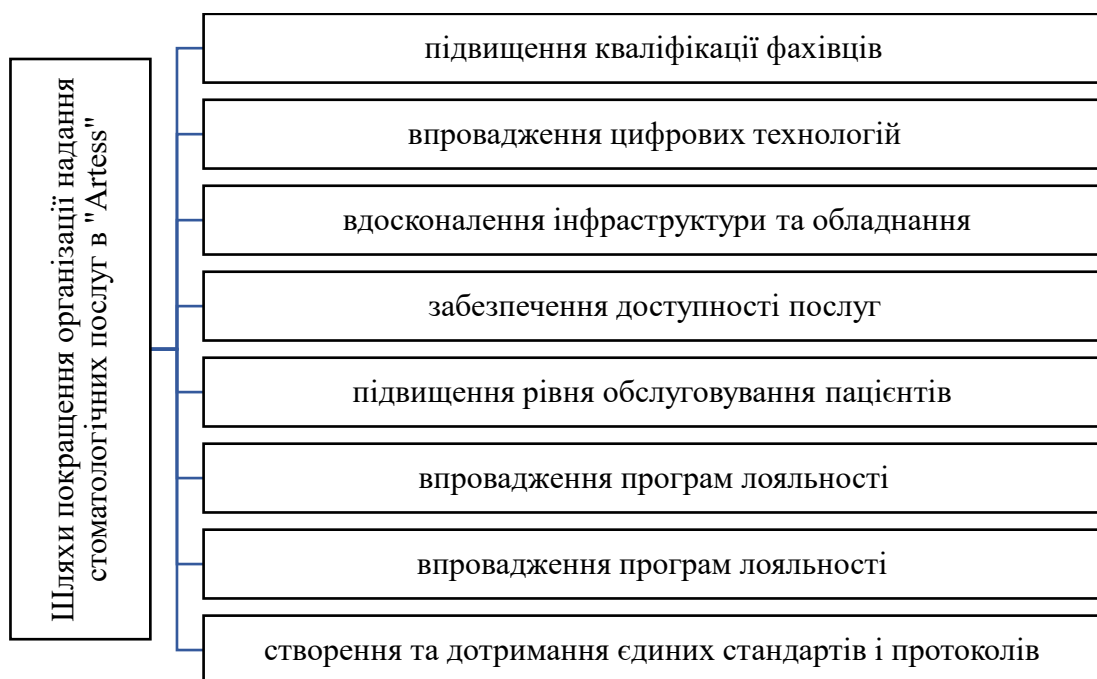 Шляхи покращення організації надання
стоматологічних послуг в "Artess"
підвищення кваліфікації фахівців
впровадження цифрових технологій
вдосконалення інфраструктури та обладнання
забезпечення доступності послуг
підвищення рівня обслуговування пацієнтів
впровадження програм лояльності
впровадження програм лояльності
створення та дотримання єдиних стандартів і протоколів